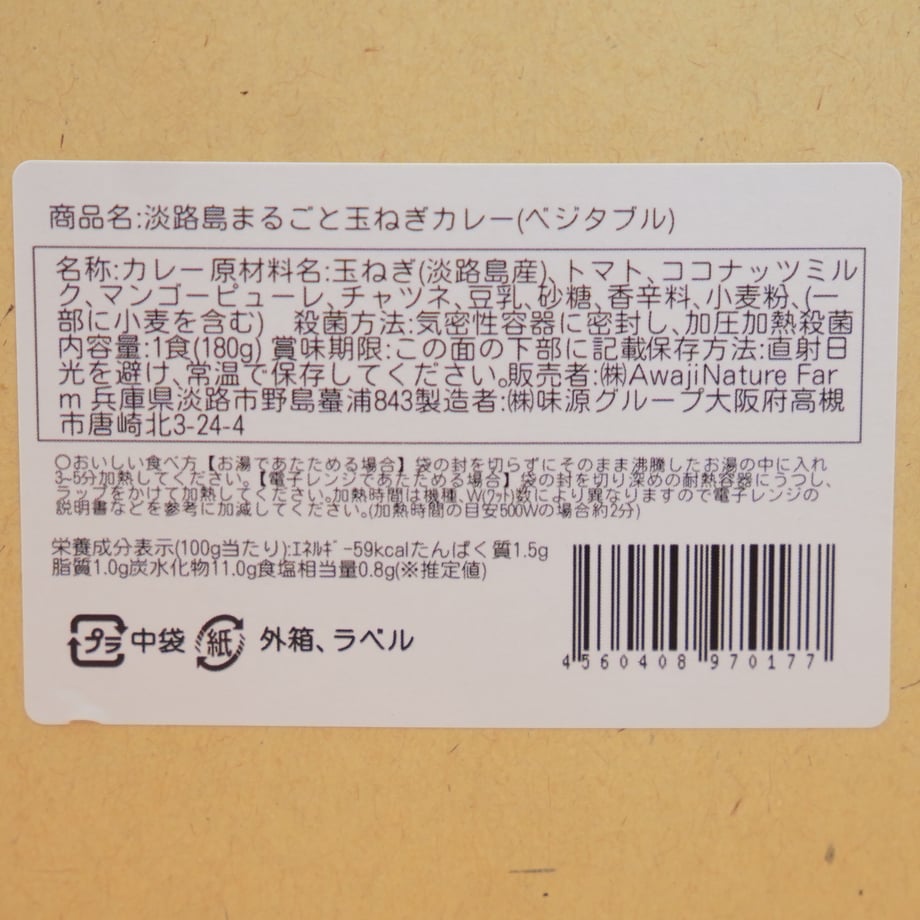 商品名:淡路島まるごと玉ねぎカレー(ベジタブル)
名称:カレー 原材料名:玉ねぎ(淡路島産)、トマト、ココナッツミル
ク、マンゴーピューレ、チャツネ、豆乳、砂糖、香辛料、小麦粉、(一
部に小麦を含む) 殺菌方法:気密性容器に密封し、加圧加熱殺菌
内容量:1食(180g) 賞味期限:この面の下部に記載保存方法:直射日
光を避け、常温で保存してください。販売者:㈱AwajiNature Far
m 兵庫県淡路市野島蟇浦843製造者:㈱味源グループ大阪府高槻
市唐崎北3-24-4
○おいしい食べ方【お湯であたためる場合】袋の封を切らずにそのまま沸騰したお湯の中に入れ
3~5分加熱してください。【電子レンジであたためる場合】袋の封を切り深めの耐熱容器にうつし、
ラップをかけて加熱してください。加熱時間は機種、W(ワット)数により異なりますので電子レンジの
説明書などを参考に加減してください。(加熱時間の目安500Wの場合約2分)
栄養成分表示(100g当たり):エネルギー59kcalたんぱく質1.5g
脂質1.0g炭水化物11.0g食塩相当量0.8g(※推定値)
プラ 中袋 紙 外箱、ラベル
4560408970177